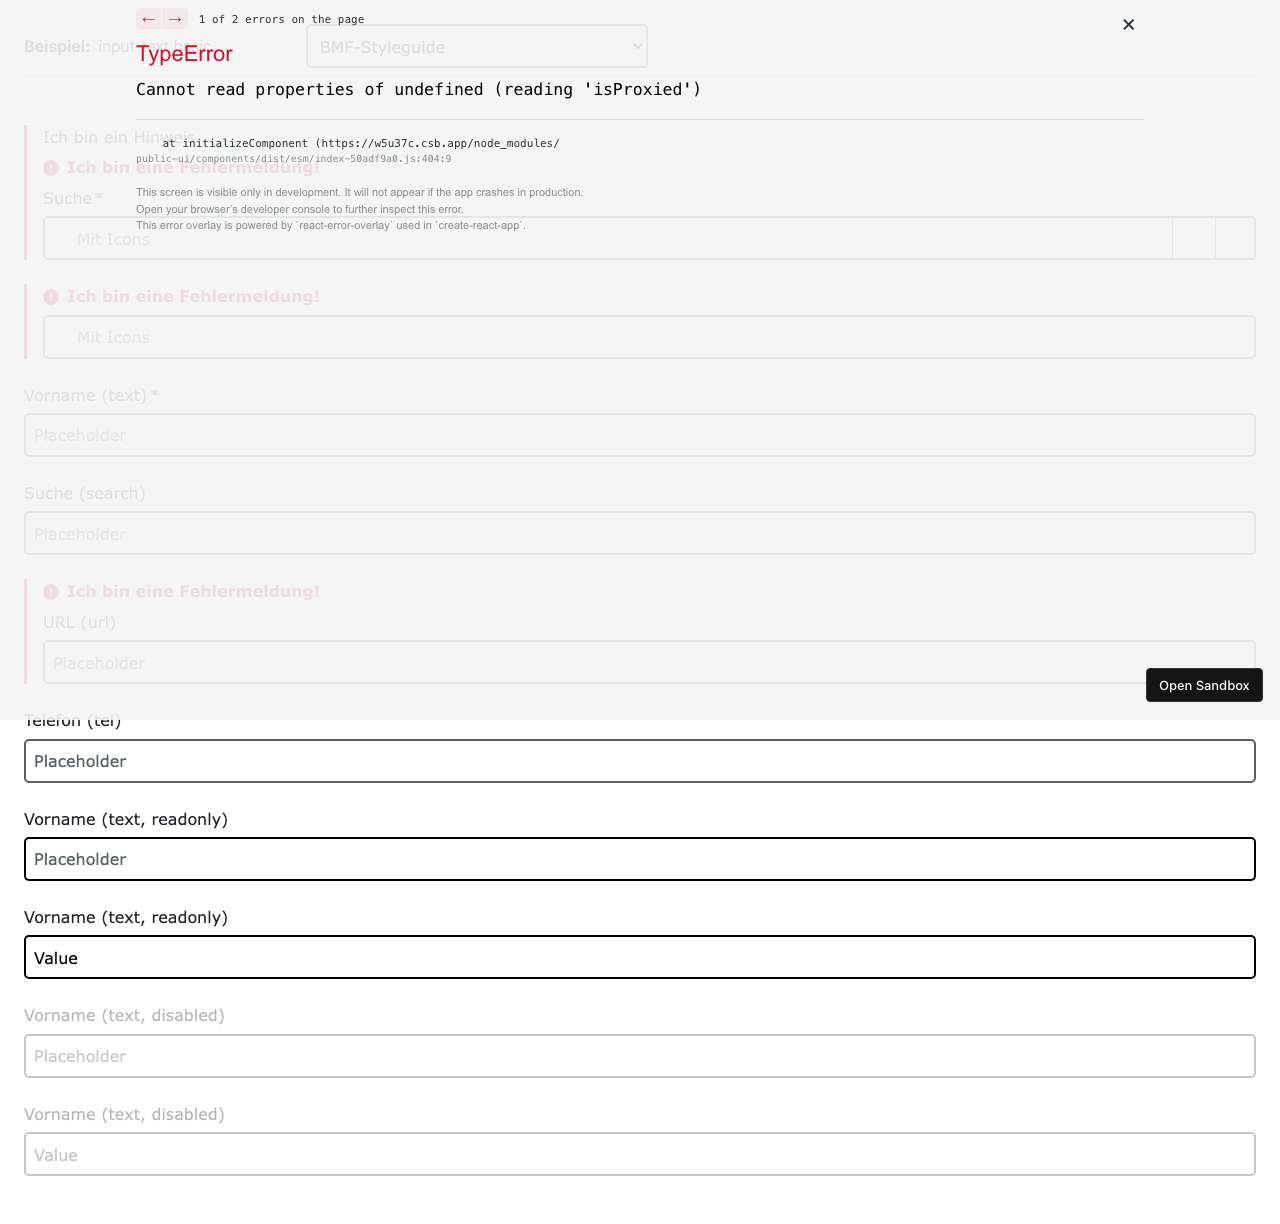 ← → 1 of 2 errors on the page
Beispiel: input-text basic
BMF-Styleguide
TypeError
Cannot read properties of undefined (reading 'isProxied')
Ich bin ein Hinweis.
at initializeComponent (https://w5u37c.csb.app/node_modules/
public-ui/components/dist/esm/index-50adf9a0.js:404:9
Ich bin eine Fehlermeldung!
This screen is visible only in development. It will not appear if the app crashes in production.
Suche*
Open your browser’s developer console to further inspect this error.
This error overlay is powered by `react-error-overlay` used in `create-react-app`.
Mit Icons
Ich bin eine Fehlermeldung!
Mit Icons
Vorname (text)*
Placeholder
Suche (search)
Placeholder
Ich bin eine Fehlermeldung!
URL (url)
Placeholder
Open Sandbox
Telefon (tel)
Placeholder
Vorname (text, readonly)
Placeholder
Vorname (text, readonly)
Value
Vorname (text, disabled)
Placeholder
Vorname (text, disabled)
Value